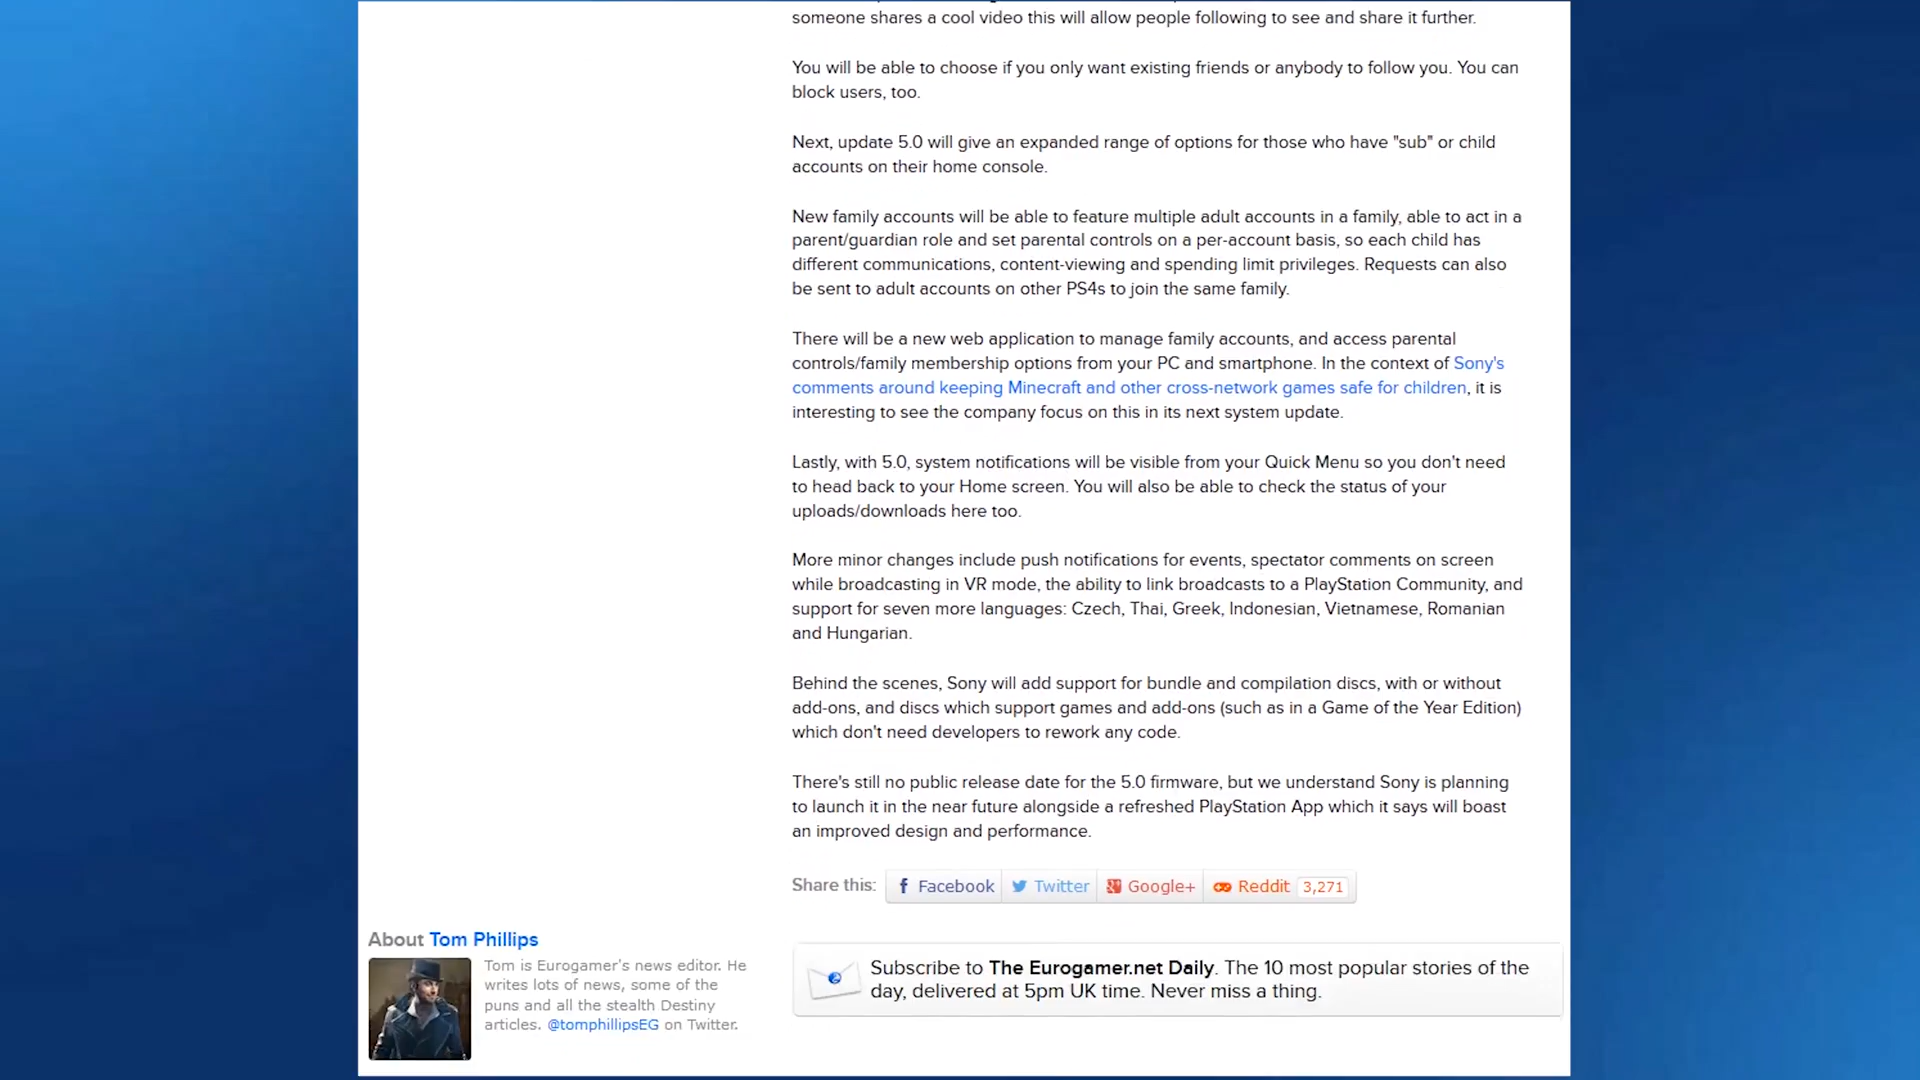 someone shares a cool video this will allow people following to see and share it further.
You will be able to choose if you only want existing friends or anybody to follow you. You can
block users, too.
Next, update 5.0 will give an expanded range of options for those who have "sub" or child
accounts on their home console.
New family accounts will be able to feature multiple adult accounts in a family, able to act in a
parent/guardian role and set parental controls on a per-account basis, so each child has
different communications, content-viewing and spending limit privileges. Requests can also
be sent to adult accounts on other PS4s to join the same family.
There will be a new web application to manage family accounts, and access parental
controls/family membership options from your PC and smartphone. In the context of Sony's
comments around keeping Minecraft and other cross-network games safe for children, it is
interesting to see the company focus on this in its next system update.
Lastly, with 5.0, system notifications will be visible from your Quick Menu so you don't need
to head back to your Home screen. You will also be able to check the status of your
uploads/downloads here too.
More minor changes include push notifications for events, spectator comments on screen
while broadcasting in VR mode, the ability to link broadcasts to a PlayStation Community, and
support for seven more languages: Czech, Thai, Greek, Indonesian, Vietnamese, Romanian
and Hungarian.
Behind the scenes, Sony will add support for bundle and compilation discs, with or without
add-ons, and discs which support games and add-ons (such as in a Game of the Year Edition)
which don't need developers to rework any code.
There's still no public release date for the 5.0 firmware, but we understand Sony is planning
to launch it in the near future alongside a refreshed PlayStation App which it says will boast
an improved design and performance.
Share this: Facebook Twitter Google+ Reddit 3,271
About Tom Phillips
Tom is Eurogamer's news editor. He
writes lots of news, some of the
puns and all the stealth Destiny
articles. @tomphillipsEG on Twitter.
Subscribe to The Eurogamer.net Daily. The 10 most popular stories of the
day, delivered at 5pm UK time. Never miss a thing.